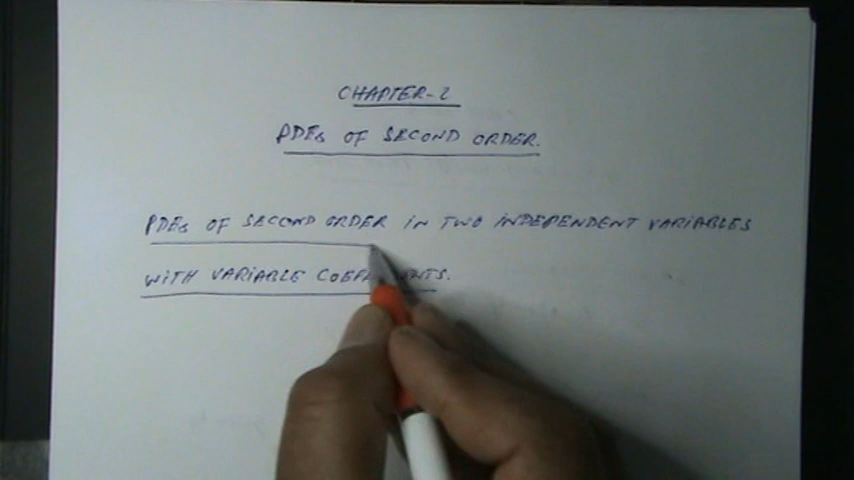 CHAPTER-2
PDEs OF SECOND ORDER.
PDEs OF SECOND ORDER IN TWO INDEPENDENT VARIABLES
WITH VARIABLE